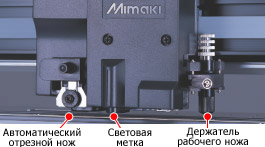 Mimaki
Автоматический
отрезной нож
Световая
метка
Держатель
рабочего ножа